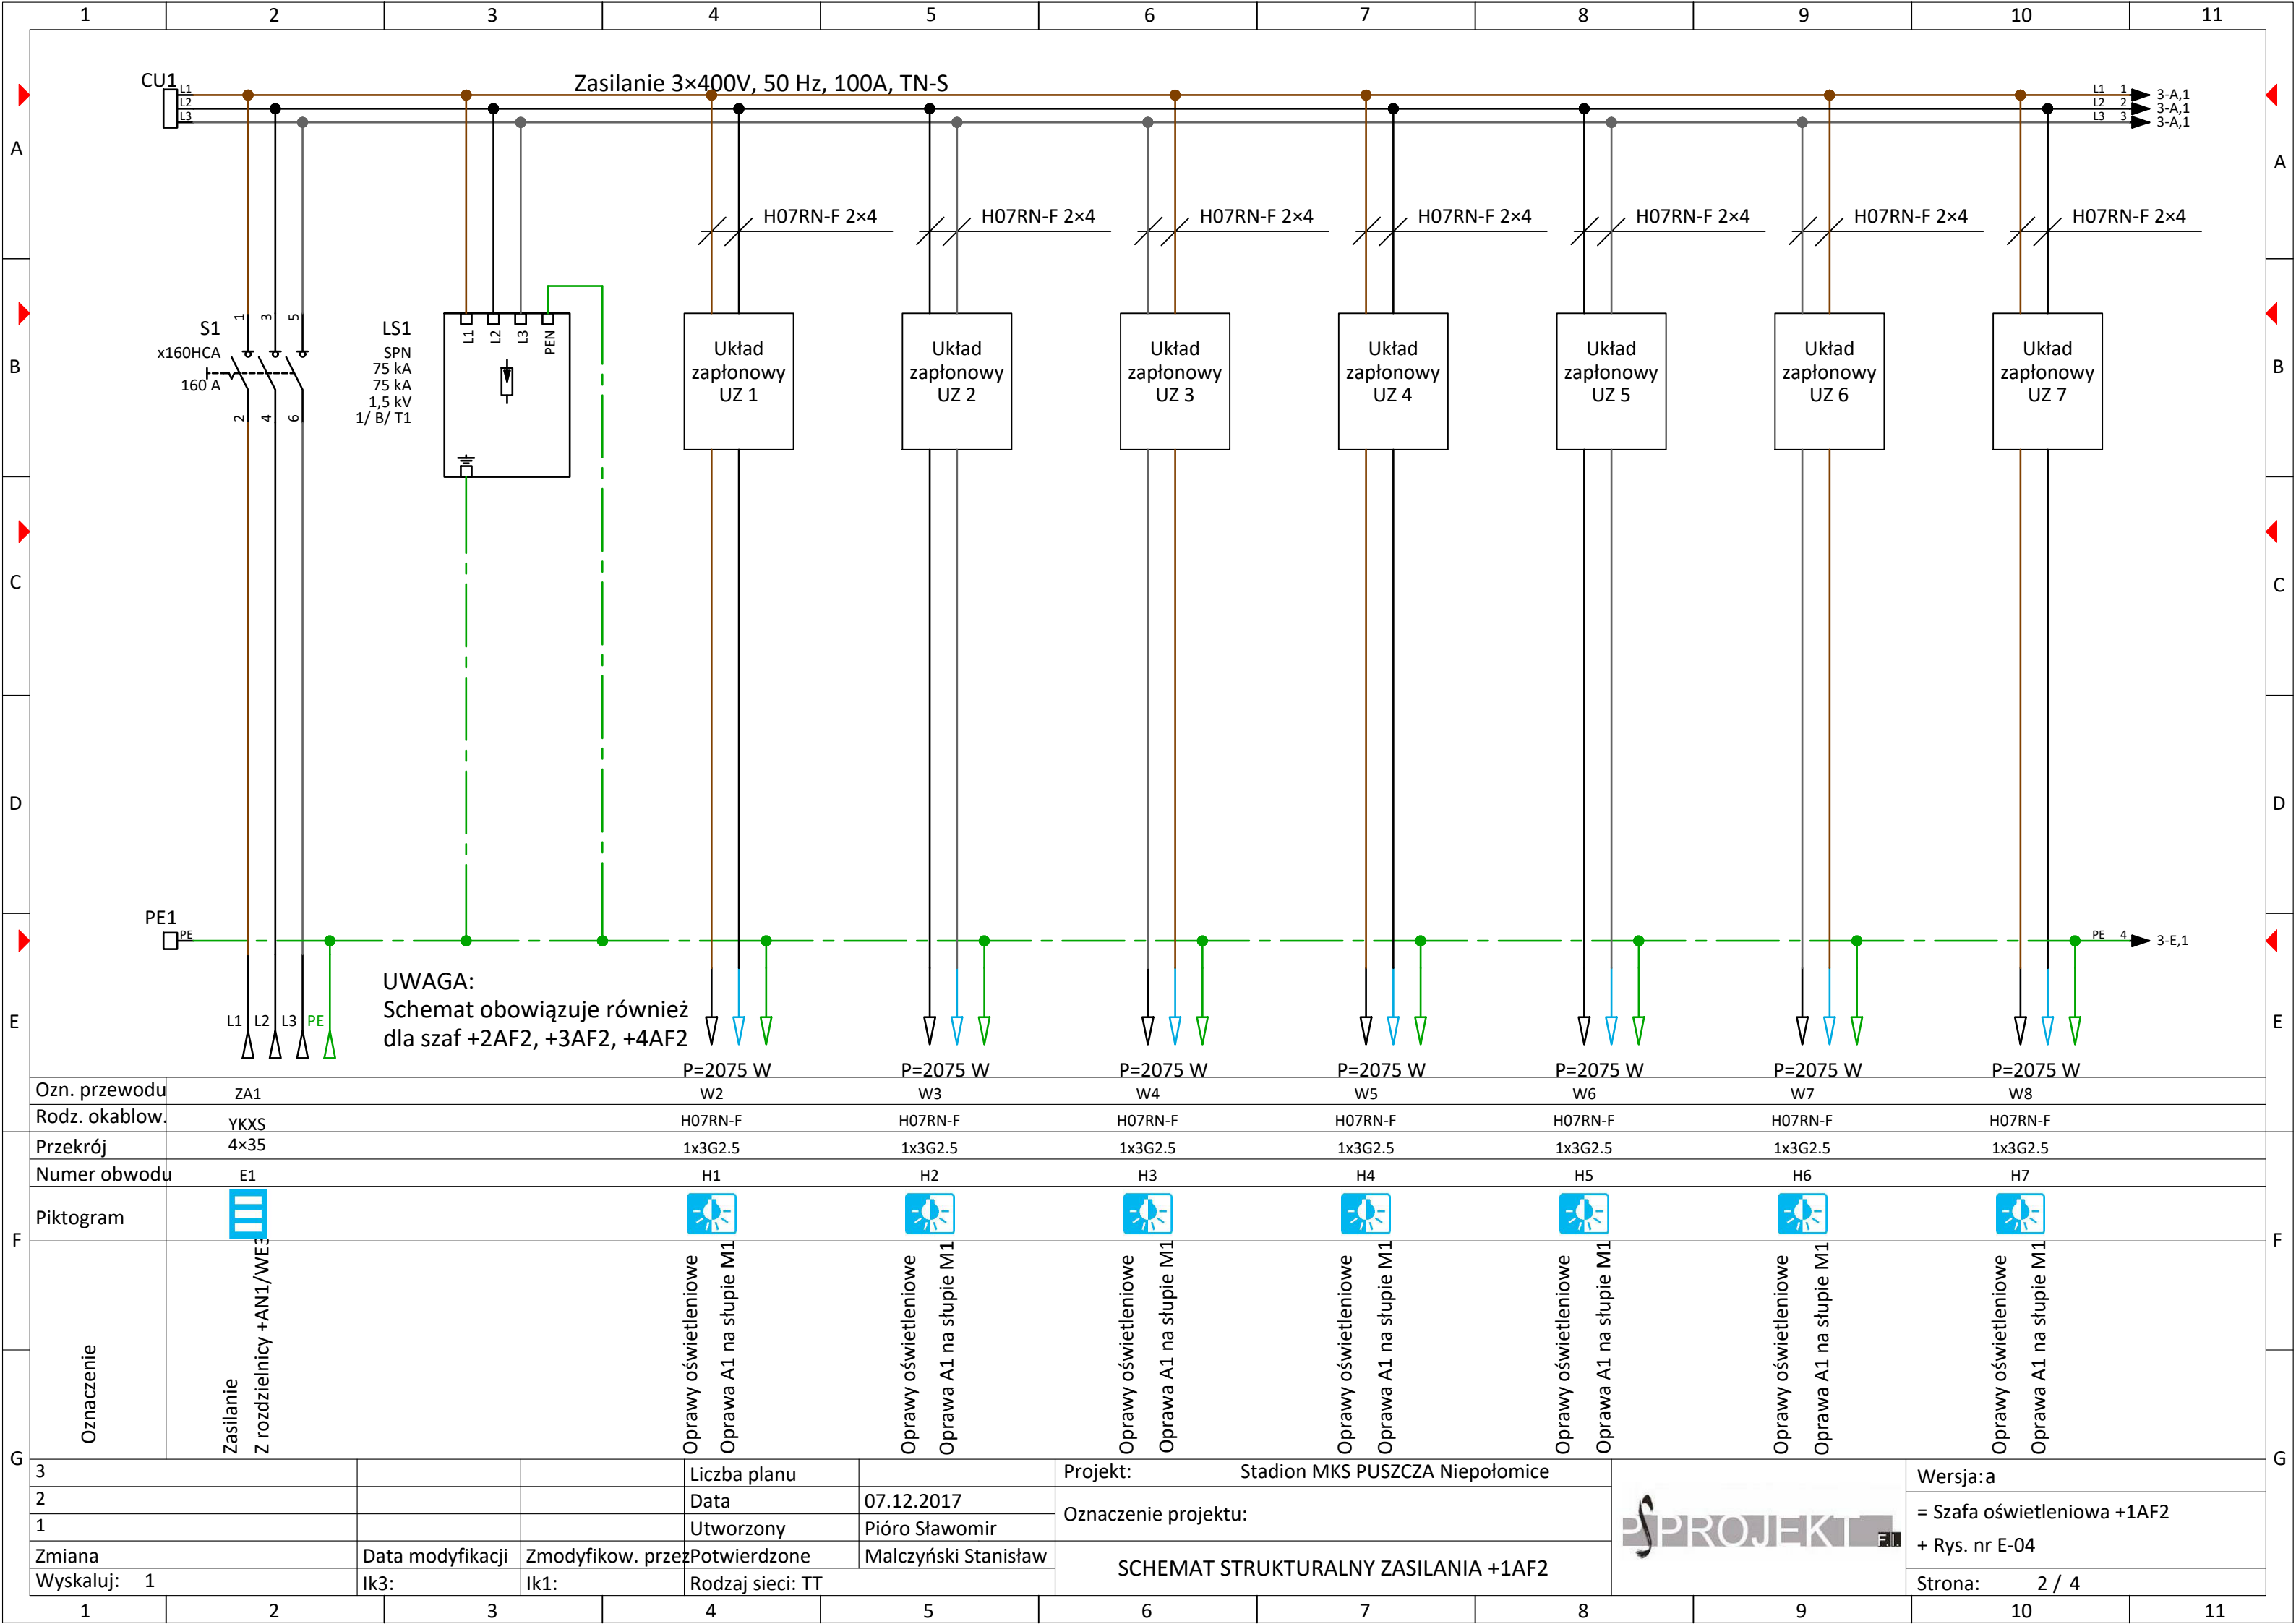 1 2 3 4 5 6 7 8 9 10 11
CU1
L1
L2
L3
Zasilanie 3×400V, 50 Hz, 100A, TN-S
L1 1 3-A,1
L2 2 3-A,1
L3 3 3-A,1
A A
H07RN-F 2×4 H07RN-F 2×4 H07RN-F 2×4 H07RN-F 2×4 H07RN-F 2×4 H07RN-F 2×4 H07RN-F 2×4
S1
x160HCA
160 A
1 3 5
2 4 6
LS1
SPN
75 kA
75 kA
1,5 kV
1/ B/ T1
L1 L2 L3 PEN
Układ zapłonowy UZ 1
Układ zapłonowy UZ 2
Układ zapłonowy UZ 3
Układ zapłonowy UZ 4
Układ zapłonowy UZ 5
Układ zapłonowy UZ 6
Układ zapłonowy UZ 7
B B
C C
D D
PE1
PE
PE 4 3-E,1
UWAGA:
Schemat obowiązuje również
dla szaf +2AF2, +3AF2, +4AF2
E E
L1 L2 L3 PE
P=2075 W P=2075 W P=2075 W P=2075 W P=2075 W P=2075 W P=2075 W
Ozn. przewodu ZA1 W2 W3 W4 W5 W6 W7 W8
Rodz. okablow. YKXS H07RN-F H07RN-F H07RN-F H07RN-F H07RN-F H07RN-F H07RN-F
Przekrój 4×35 1x3G2.5 1x3G2.5 1x3G2.5 1x3G2.5 1x3G2.5 1x3G2.5 1x3G2.5
Numer obwodu E1 H1 H2 H3 H4 H5 H6 H7
Piktogram
F F
Oznaczenie
Zasilanie
Z rozdzielnicy +AN1/WE3
Oprawy oświetleniowe
Oprawa A1 na słupie M1
Oprawy oświetleniowe
Oprawa A1 na słupie M1
Oprawy oświetleniowe
Oprawa A1 na słupie M1
Oprawy oświetleniowe
Oprawa A1 na słupie M1
Oprawy oświetleniowe
Oprawa A1 na słupie M1
Oprawy oświetleniowe
Oprawa A1 na słupie M1
Oprawy oświetleniowe
Oprawa A1 na słupie M1
G G
3 Liczba planu
2 Data 07.12.2017
1 Utworzony Pióro Sławomir
Zmiana Data modyfikacji Zmodyfikow. przez Potwierdzone Malczyński Stanisław
Wyskaluj: 1 Ik3: Ik1: Rodzaj sieci: TT
Projekt: Stadion MKS PUSZCZA Niepołomice
Oznaczenie projektu:
SCHEMAT STRUKTURALNY ZASILANIA +1AF2
PS PROJEKT F.I.
Wersja:a
= Szafa oświetleniowa +1AF2
+ Rys. nr E-04
Strona: 2 / 4
1 2 3 4 5 6 7 8 9 10 11